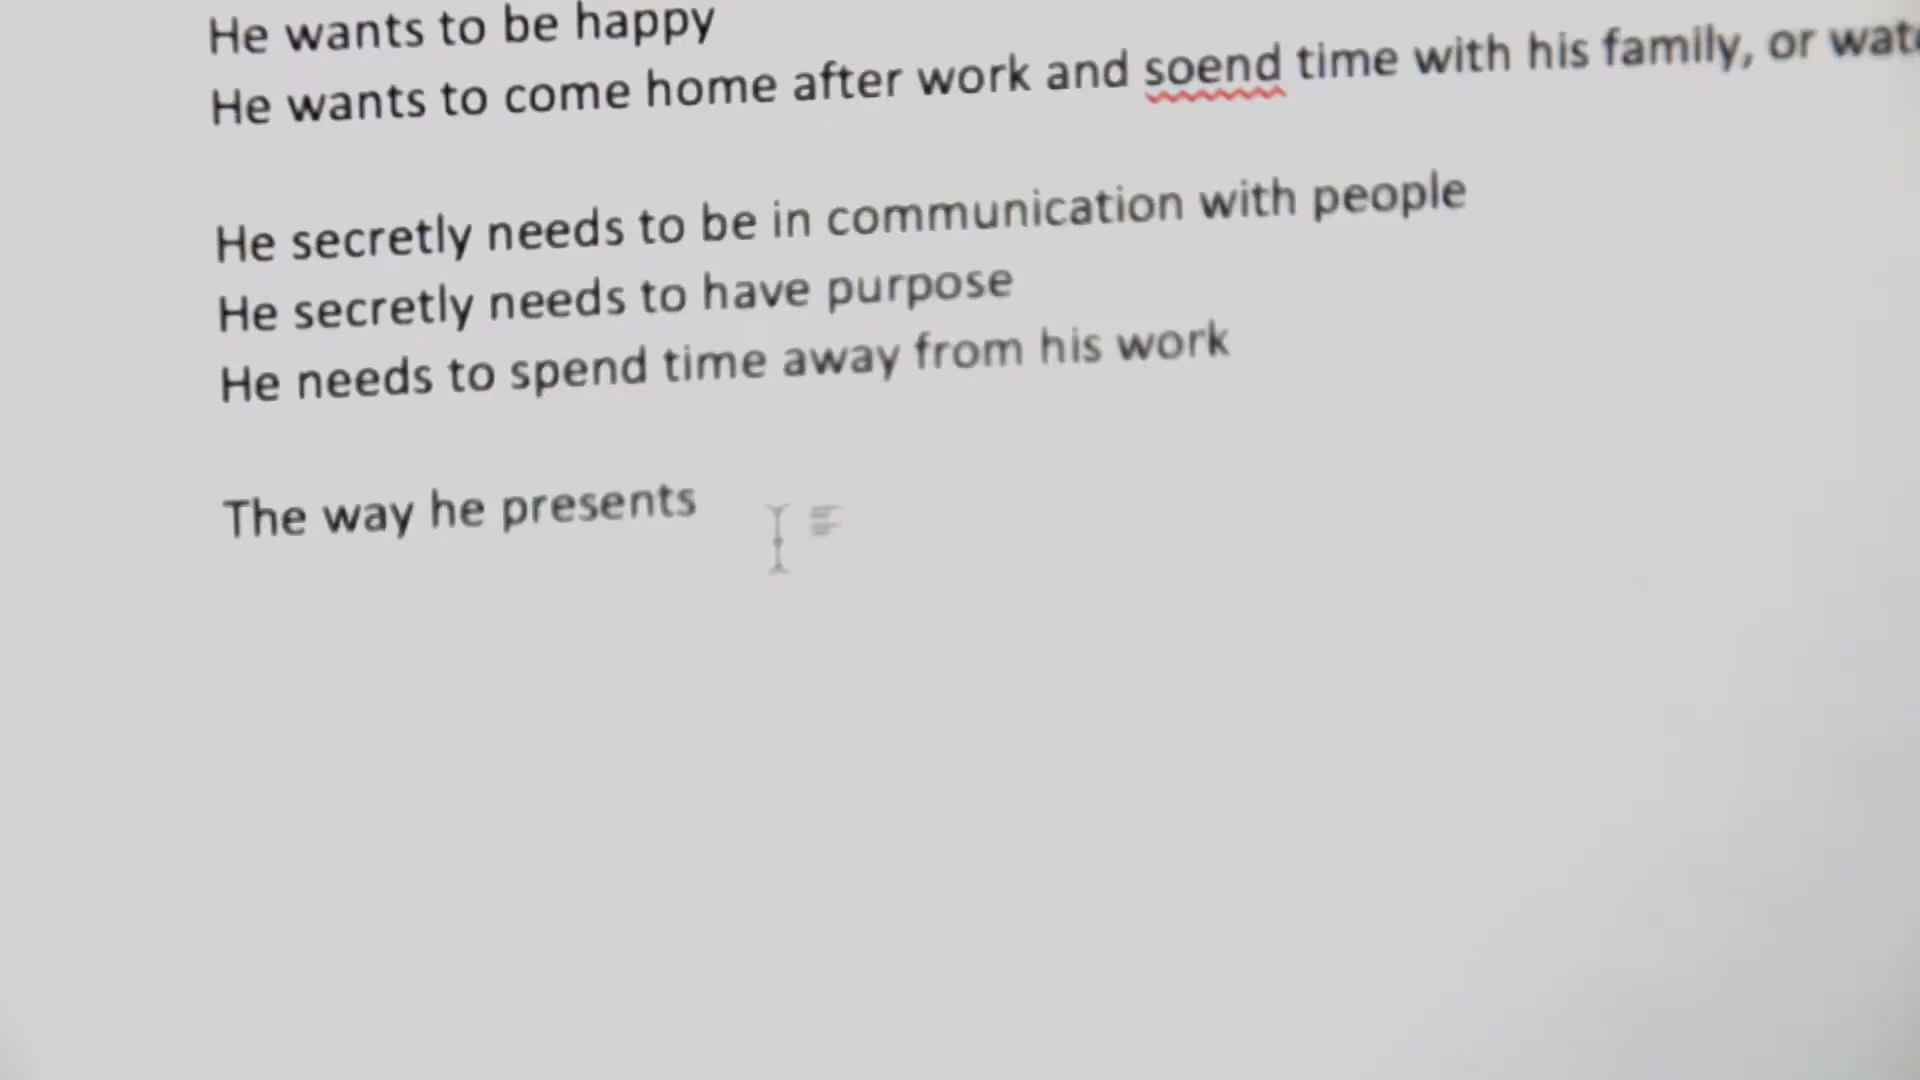 He wants to be happy
He wants to come home after work and soend time with his family, or
He secretly needs to be in communication with people
He secretly needs to have purpose
He needs to spend time away from his work
The way he presents